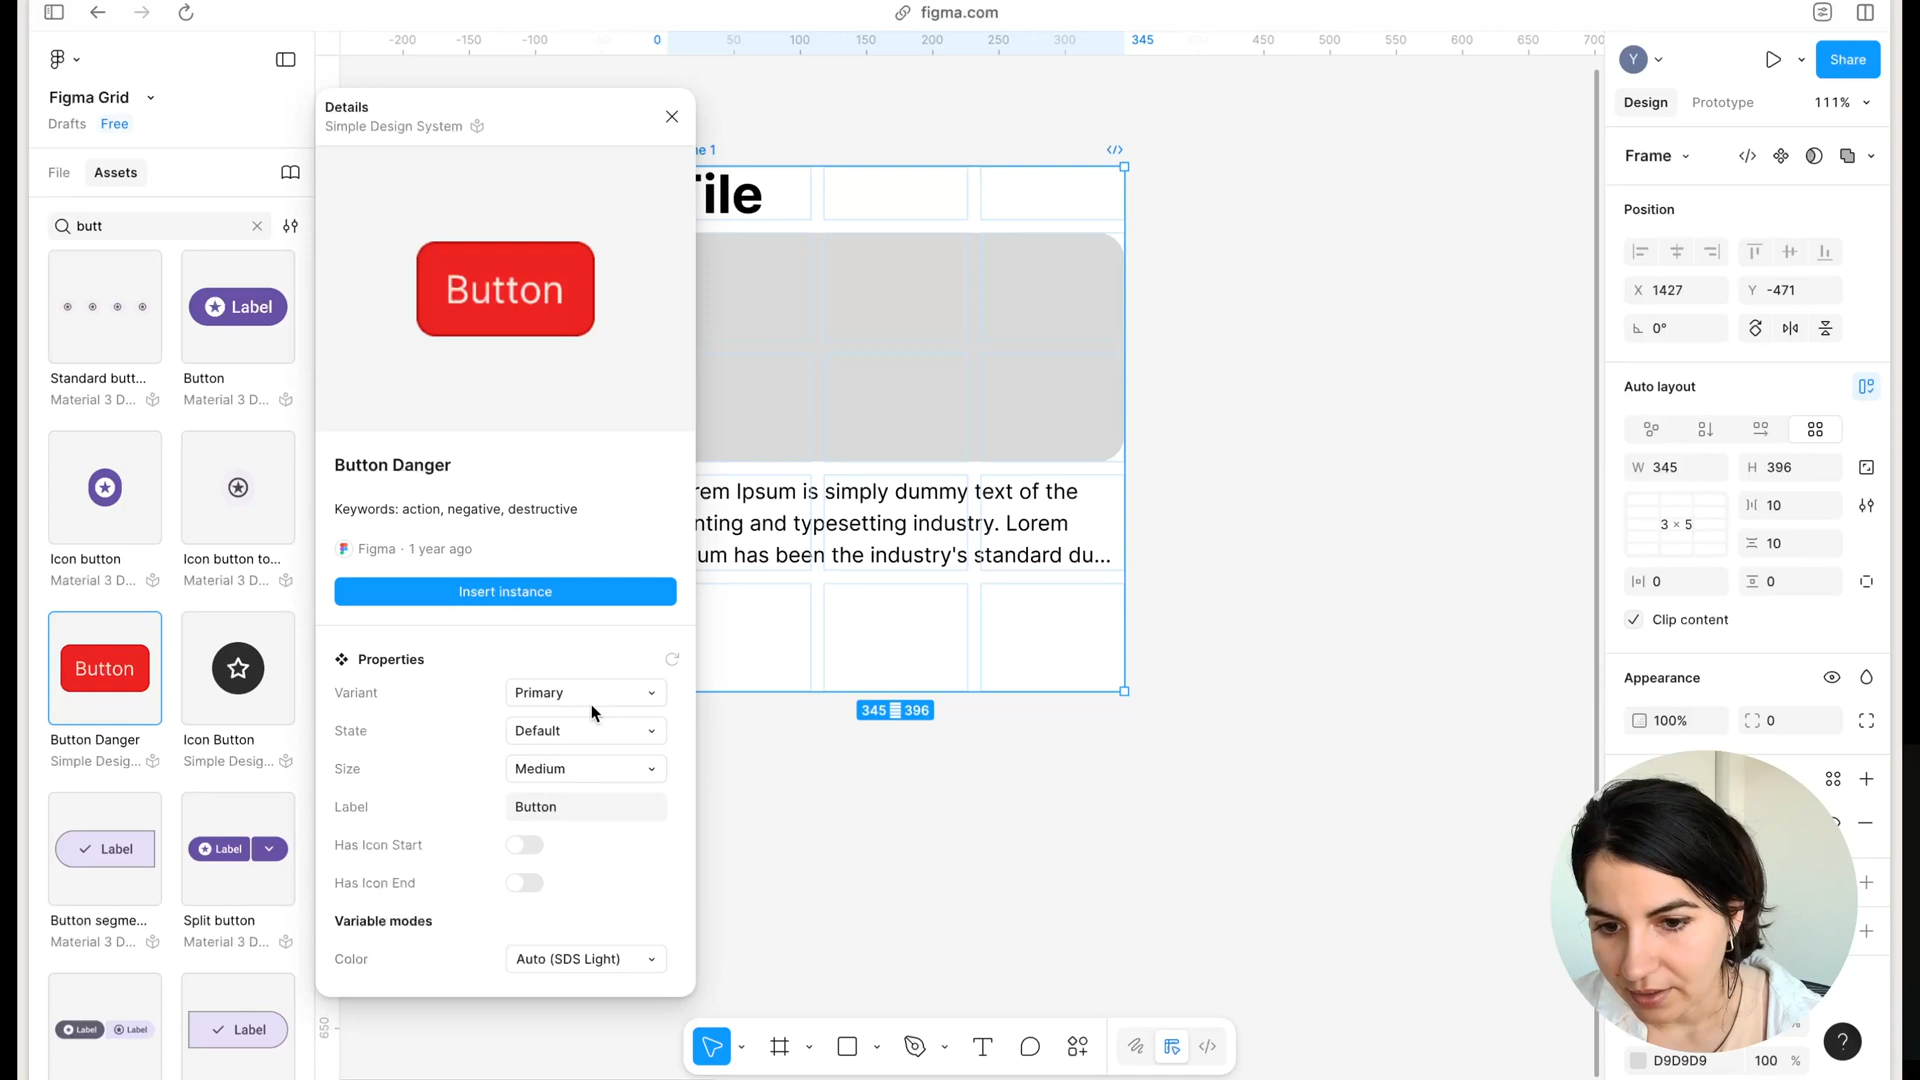 figma.com
-200
-150
-100
-50
0
50
100
150
200
250
300
345
450
500
550
600
650
700
Figma Grid
Drafts
Free
File
Assets
butt
Standard butt...
Material 3 D...
Label
Button
Material 3 D...
Icon button
Material 3 D...
Icon button to...
Material 3 D...
Button
Button Danger
Simple Desig...
Icon Button
Simple Desig...
Label
Button segme...
Material 3 D...
Label
Split button
Material 3 D...
Label
Label
Label
Details
Simple Design System
Button
Button Danger
Keywords: action, negative, destructive
Figma · 1 year ago
Insert instance
Properties
Variant
Primary
State
Default
Size
Medium
Label
Button
Has Icon Start
Has Icon End
Variable modes
Color
Auto (SDS Light)
ne 1
Tile
rem Ipsum is simply dummy text of the
nting and typesetting industry. Lorem
um has been the industry's standard du...
345
396
650
Y
Share
Design
Prototype
111%
Frame
Position
X 1427
Y -471
0°
Auto layout
W 345
H 396
3 × 5
10
10
0
0
Clip content
Appearance
100%
0
%
D9D9D9
100 %
?